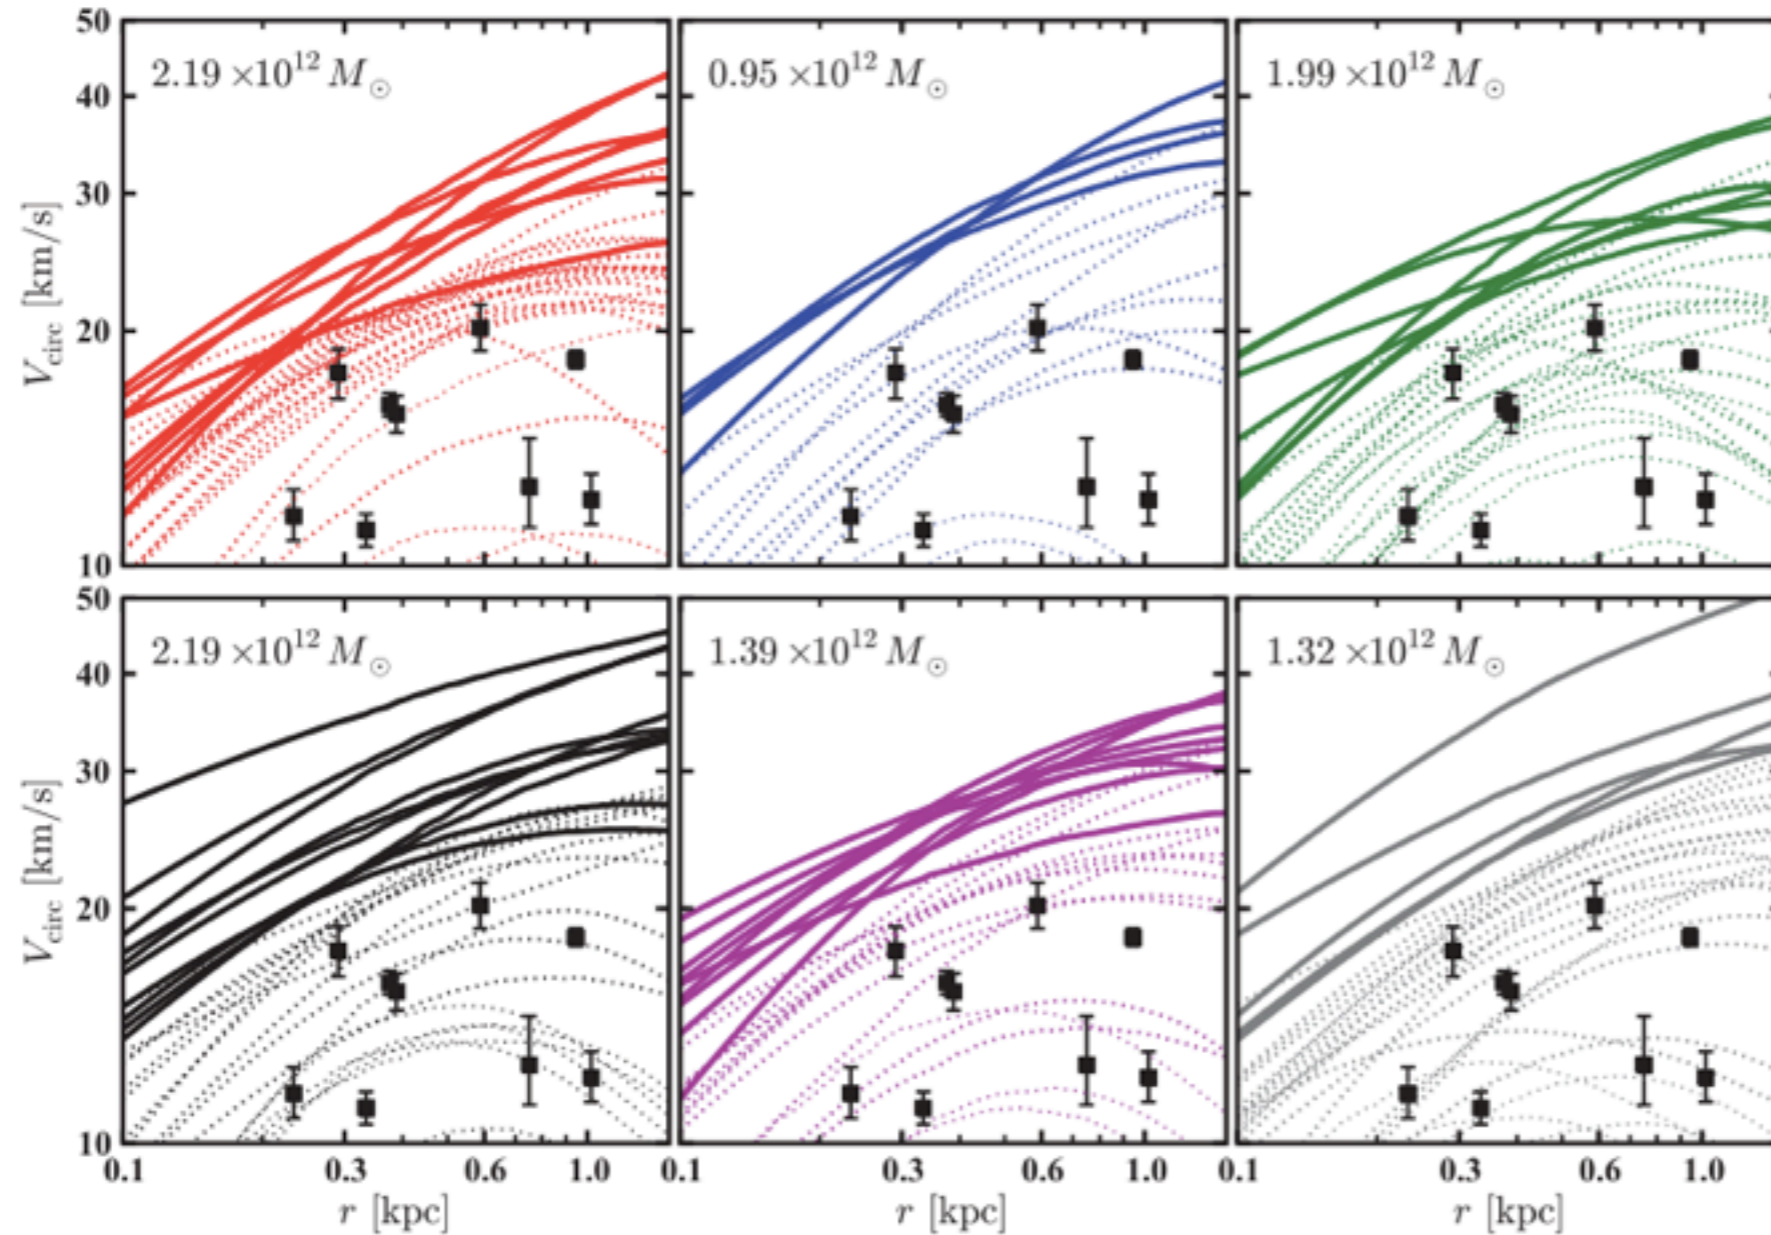 2.19 ×10¹² M☉ 0.95 ×10¹² M☉ 1.99 ×10¹² M☉
50
40
30
20
10
V_circ [km/s]
2.19 ×10¹² M☉ 1.39 ×10¹² M☉ 1.32 ×10¹² M☉
50
40
30
20
10
V_circ [km/s]
0.1 0.3 0.6 1.0 0.1 0.3 0.6 1.0 0.1 0.3 0.6 1.0
r [kpc] r [kpc] r [kpc]